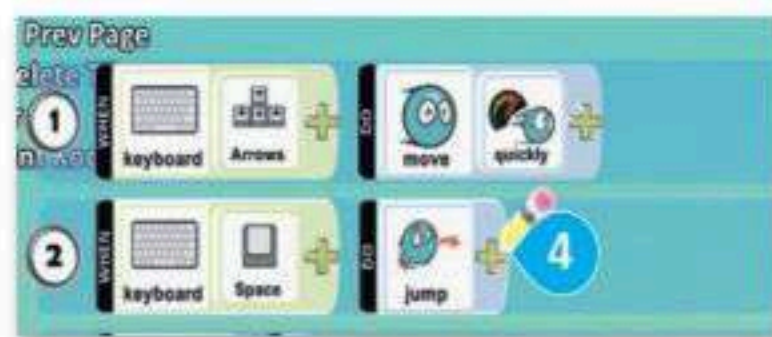 Prev Page
1 WHEN keyboard Arrows DO move quickly
2 WHEN keyboard Space DO jump 4